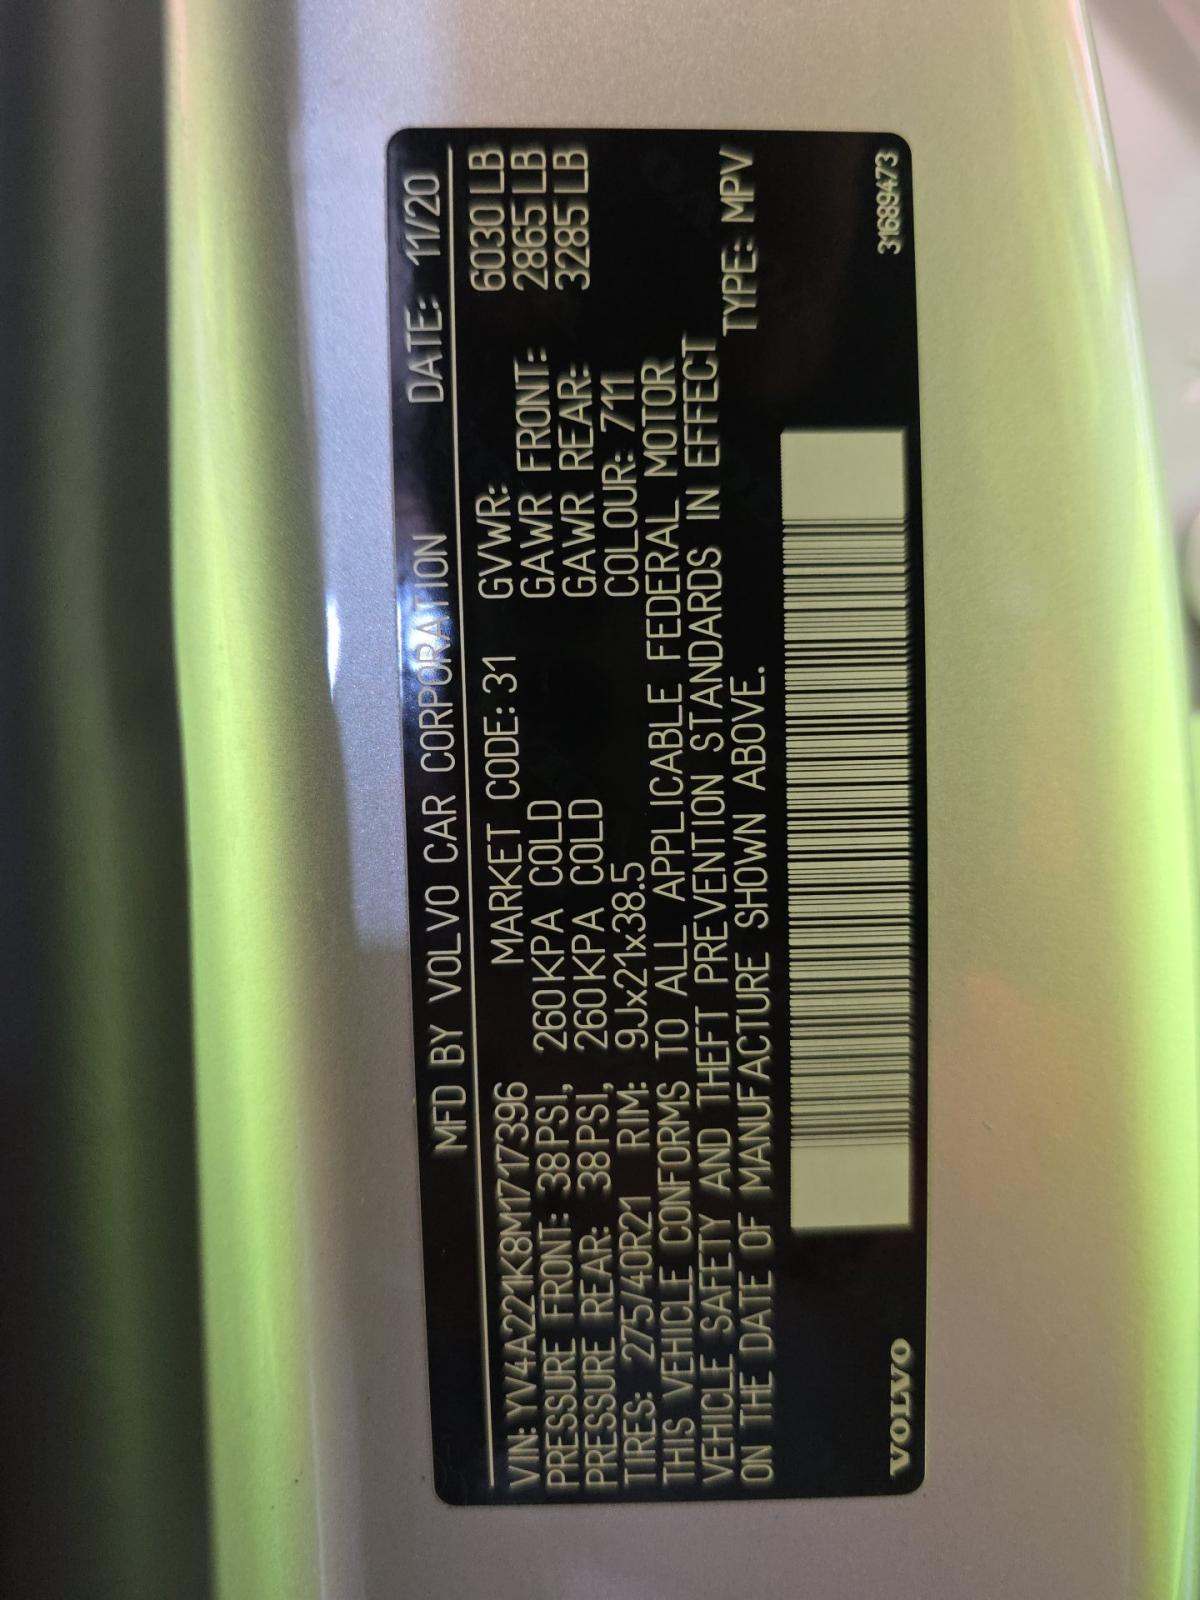 MFD BY VOLVO CAR CORPORATION DATE: 11/20
VIN: YV4A221K8M1717396 MARKET CODE: 31 GVWR: 6030 LB
PRESSURE FRONT: 38 PSI, 260 KPA COLD GAWR FRONT: 2865 LB
PRESSURE REAR: 38 PSI, 260 KPA COLD GAWR REAR: 3285 LB
TIRES: 275/40R21 RIM: 9Jx21x38.5 COLOUR: 711
THIS VEHICLE CONFORMS TO ALL APPLICABLE FEDERAL MOTOR
VEHICLE SAFETY AND THEFT PREVENTION STANDARDS IN EFFECT
ON THE DATE OF MANUFACTURE SHOWN ABOVE. TYPE: MPV
VOLVO 31689473